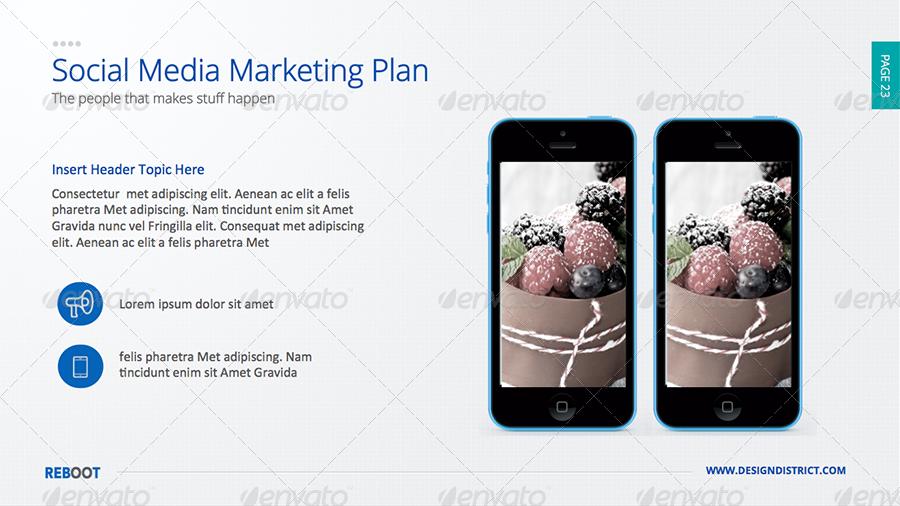 Social Media Marketing Plan
The people that makes stuff happen
PAGE 23
Insert Header Topic Here
Consectetur met adipiscing elit. Aenean ac elit a felis
pharetra Met adipiscing. Nam tincidunt enim sit Amet
Gravida nunc vel Fringilla elit. Consequat met adipiscing
elit. Aenean ac elit a felis pharetra Met
Lorem ipsum dolor sit amet
felis pharetra Met adipiscing. Nam
tincidunt enim sit Amet Gravida
REBOOT
WWW.DESIGNDISTRICT.COM
envato